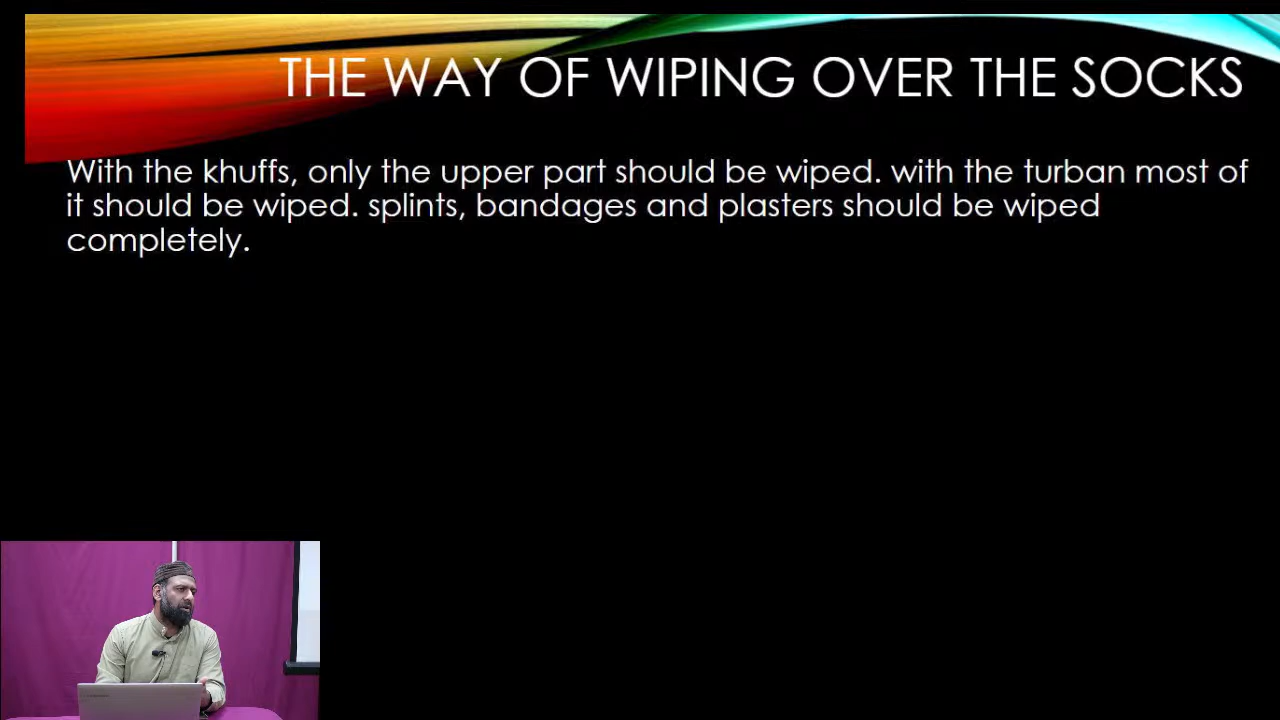 THE WAY OF WIPING OVER THE SOCKS
With the khuffs, only the upper part should be wiped. with the turban most of
it should be wiped. splints, bandages and plasters should be wiped
completely.